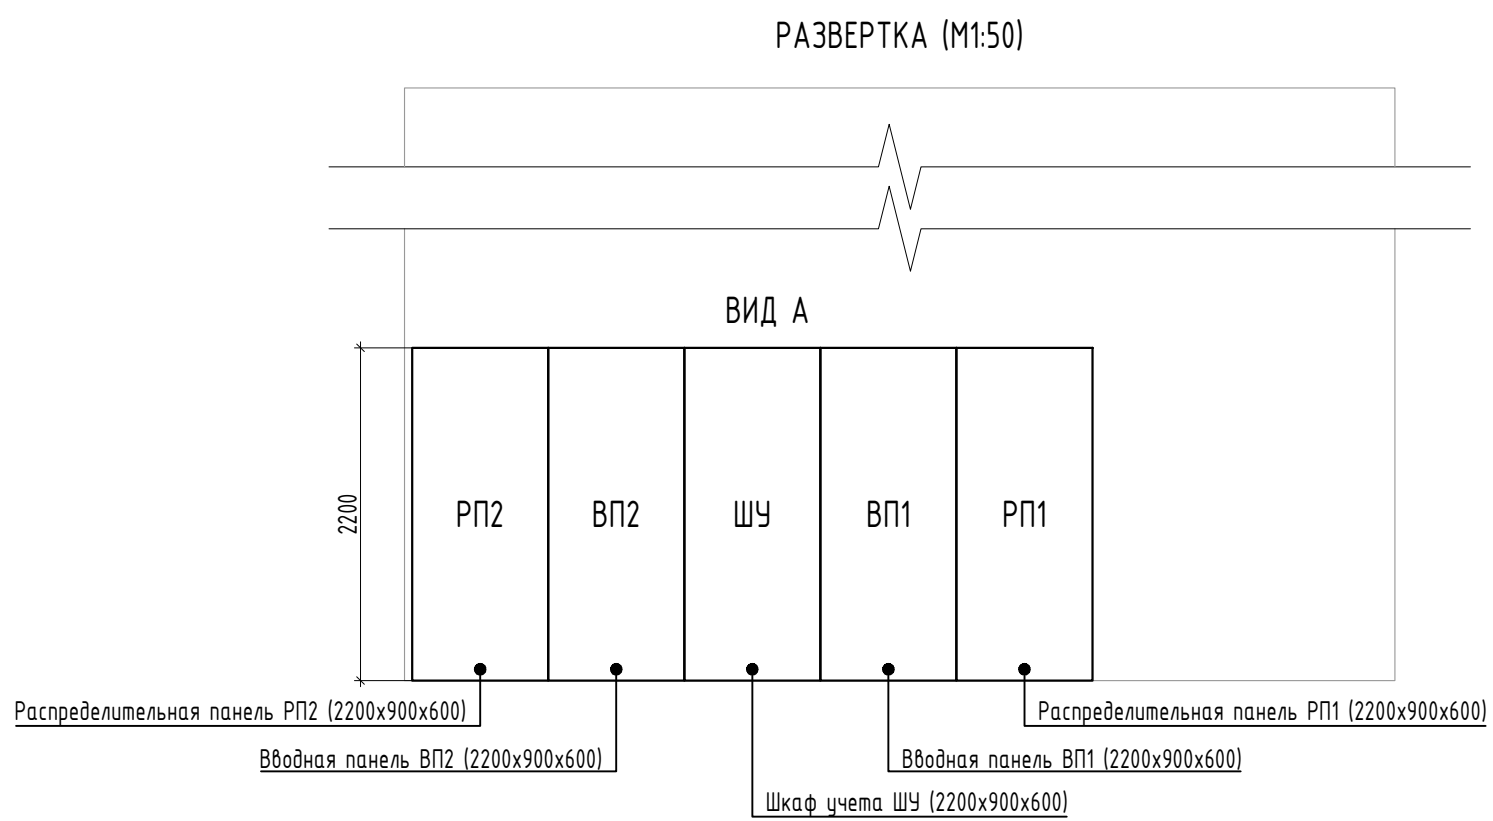 РАЗВЕРТКА (М1:50)
ВИД А
2200
РП2
ВП2
ШУ
ВП1
РП1
Распределительная панель РП2 (2200х900х600)
Распределительная панель РП1 (2200х900х600)
Вводная панель ВП2 (2200х900х600)
Вводная панель ВП1 (2200х900х600)
Шкаф учета ШУ (2200х900х600)